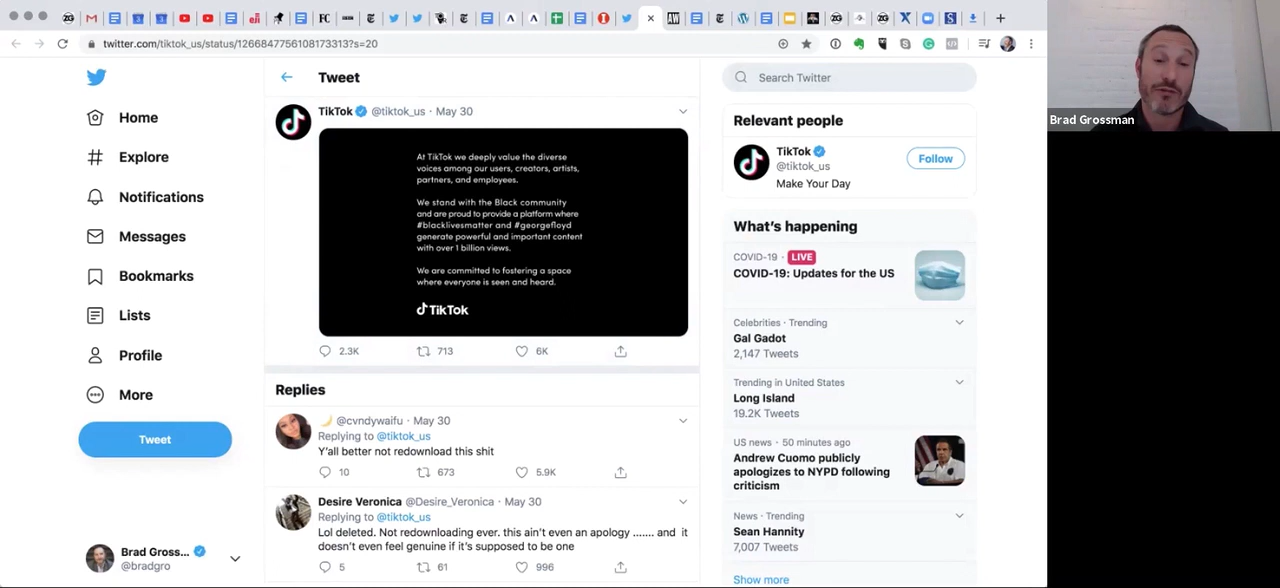 twitter.com/tiktok_us/status/1266847756108173313?s=20
Home
Explore
Notifications
Messages
Bookmarks
Lists
Profile
More
Tweet
Brad Gross...
@bradgro
Tweet
TikTok @tiktok_us · May 30
At TikTok we deeply value the diverse
voices among our users, creators, artists,
partners, and employees.
We stand with the Black community
and are proud to provide a platform where
#blacklivesmatter and #georgefloyd
generate powerful and important content
with over 1 billion views.
We are committed to fostering a space
where everyone is seen and heard.
TikTok
2.3K 713 6K
Replies
@cvndywaifu · May 30
Replying to @tiktok_us
Y'all better not redownload this shit
10 673 5.9K
Desire Veronica @Desire_Veronica · May 30
Replying to @tiktok_us
Lol deleted. Not redownloading ever. this ain't even an apology ....... and it
doesn't even feel genuine if it's supposed to be one
5 61 996
Search Twitter
Relevant people
TikTok
@tiktok_us
Follow
Make Your Day
What's happening
COVID-19 · LIVE
COVID-19: Updates for the US
Celebrities · Trending
Gal Gadot
2,147 Tweets
Trending in United States
Long Island
19.2K Tweets
US news · 50 minutes ago
Andrew Cuomo publicly
apologizes to NYPD following
criticism
News · Trending
Sean Hannity
7,007 Tweets
Show more
Brad Grossman